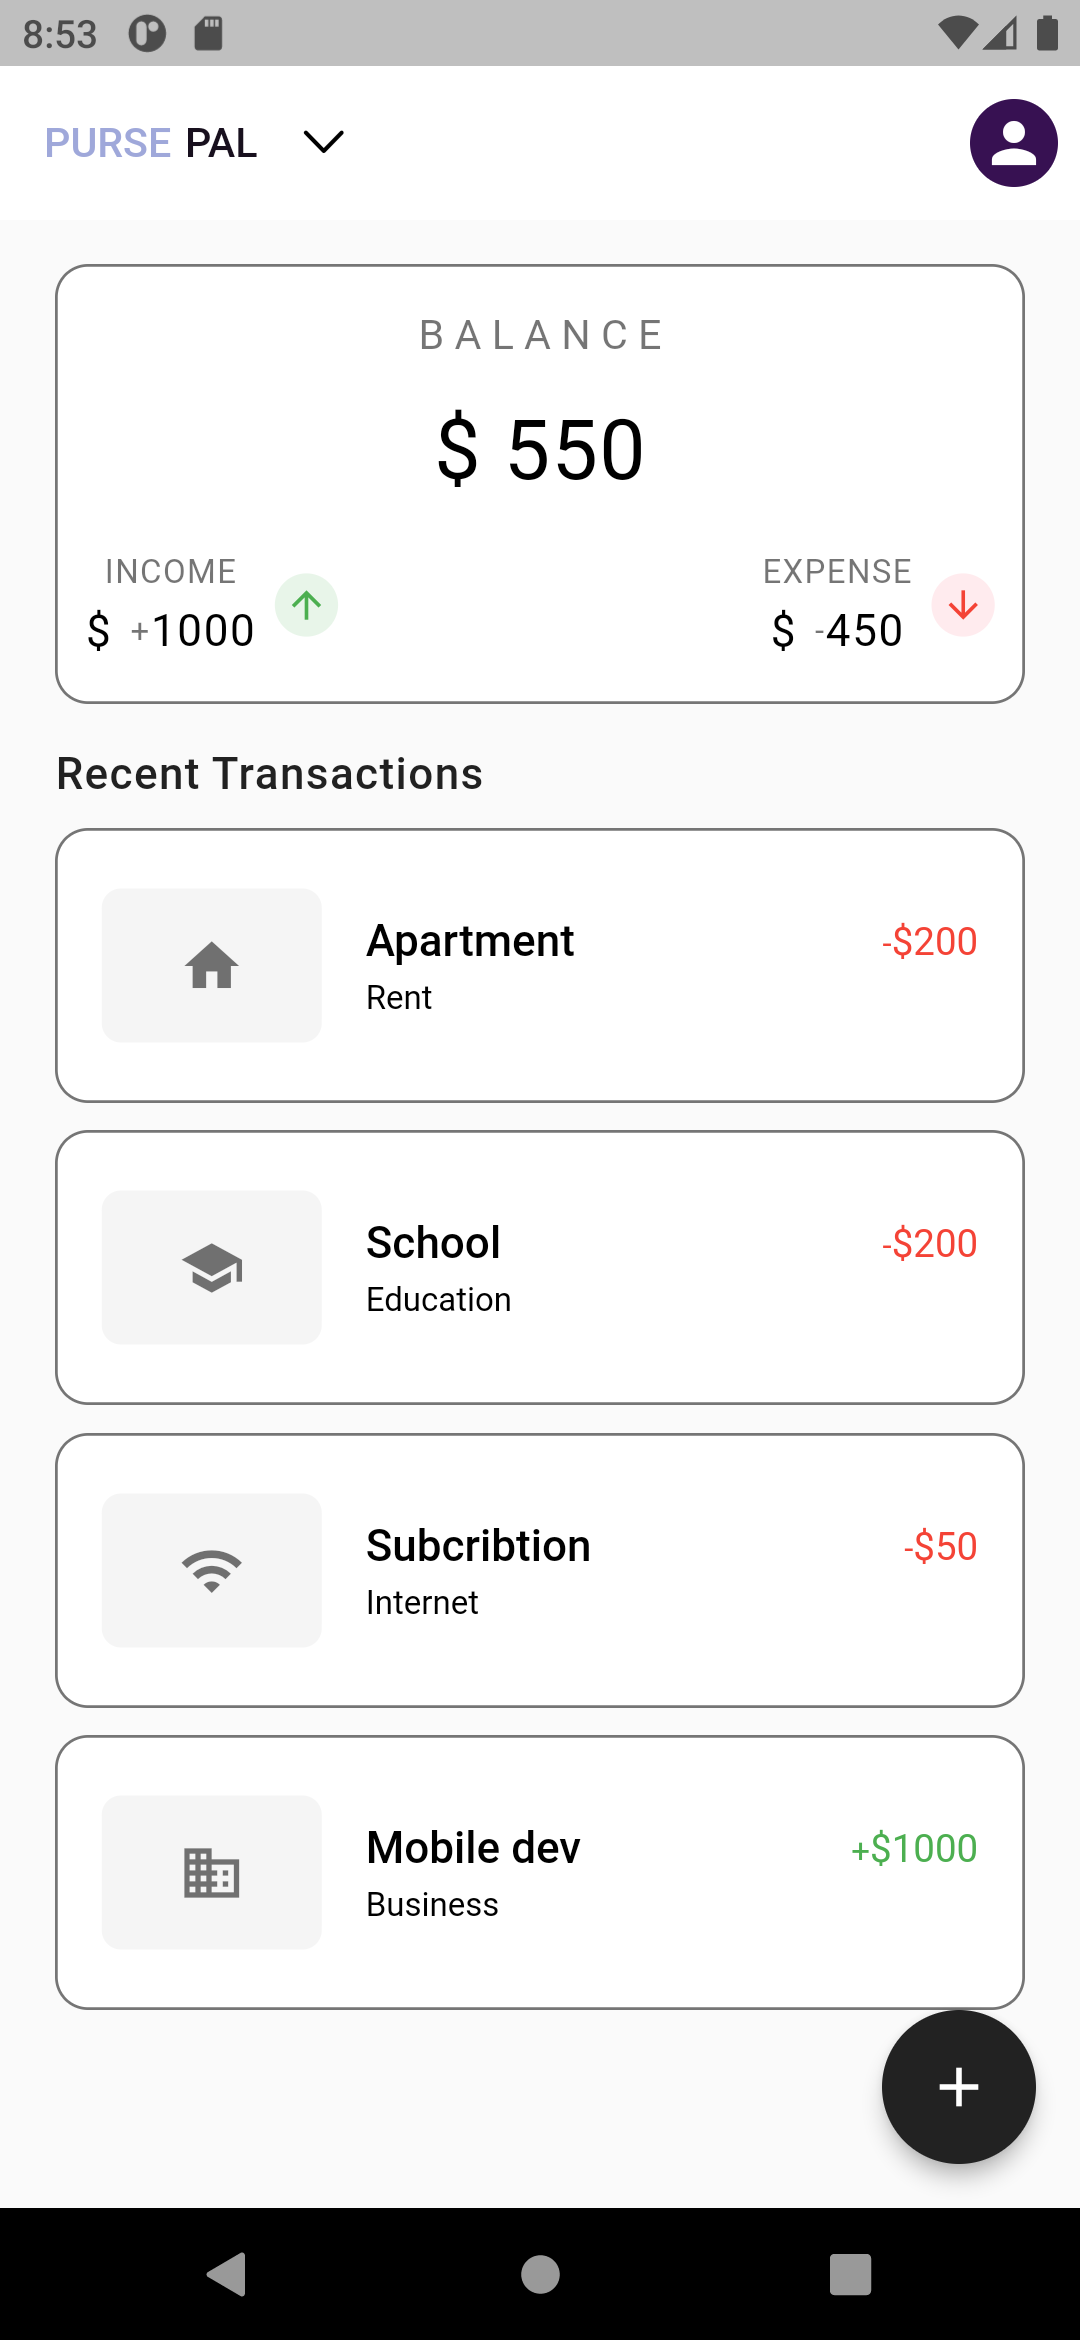 8:53
PURSE PAL
BALANCE
$ 550
INCOME
$ +1000
EXPENSE
$ -450
Recent Transactions
Apartment
-$200
Rent
School
-$200
Education
Subcribtion
-$50
Internet
Mobile dev
+$1000
Business